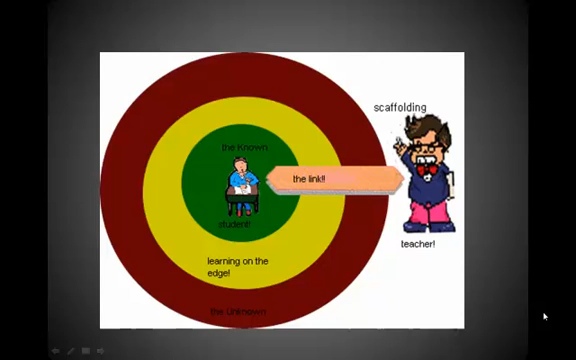 scaffolding
the Known
the link!!
student!
teacher!
learning on the
edge!
the Unknown